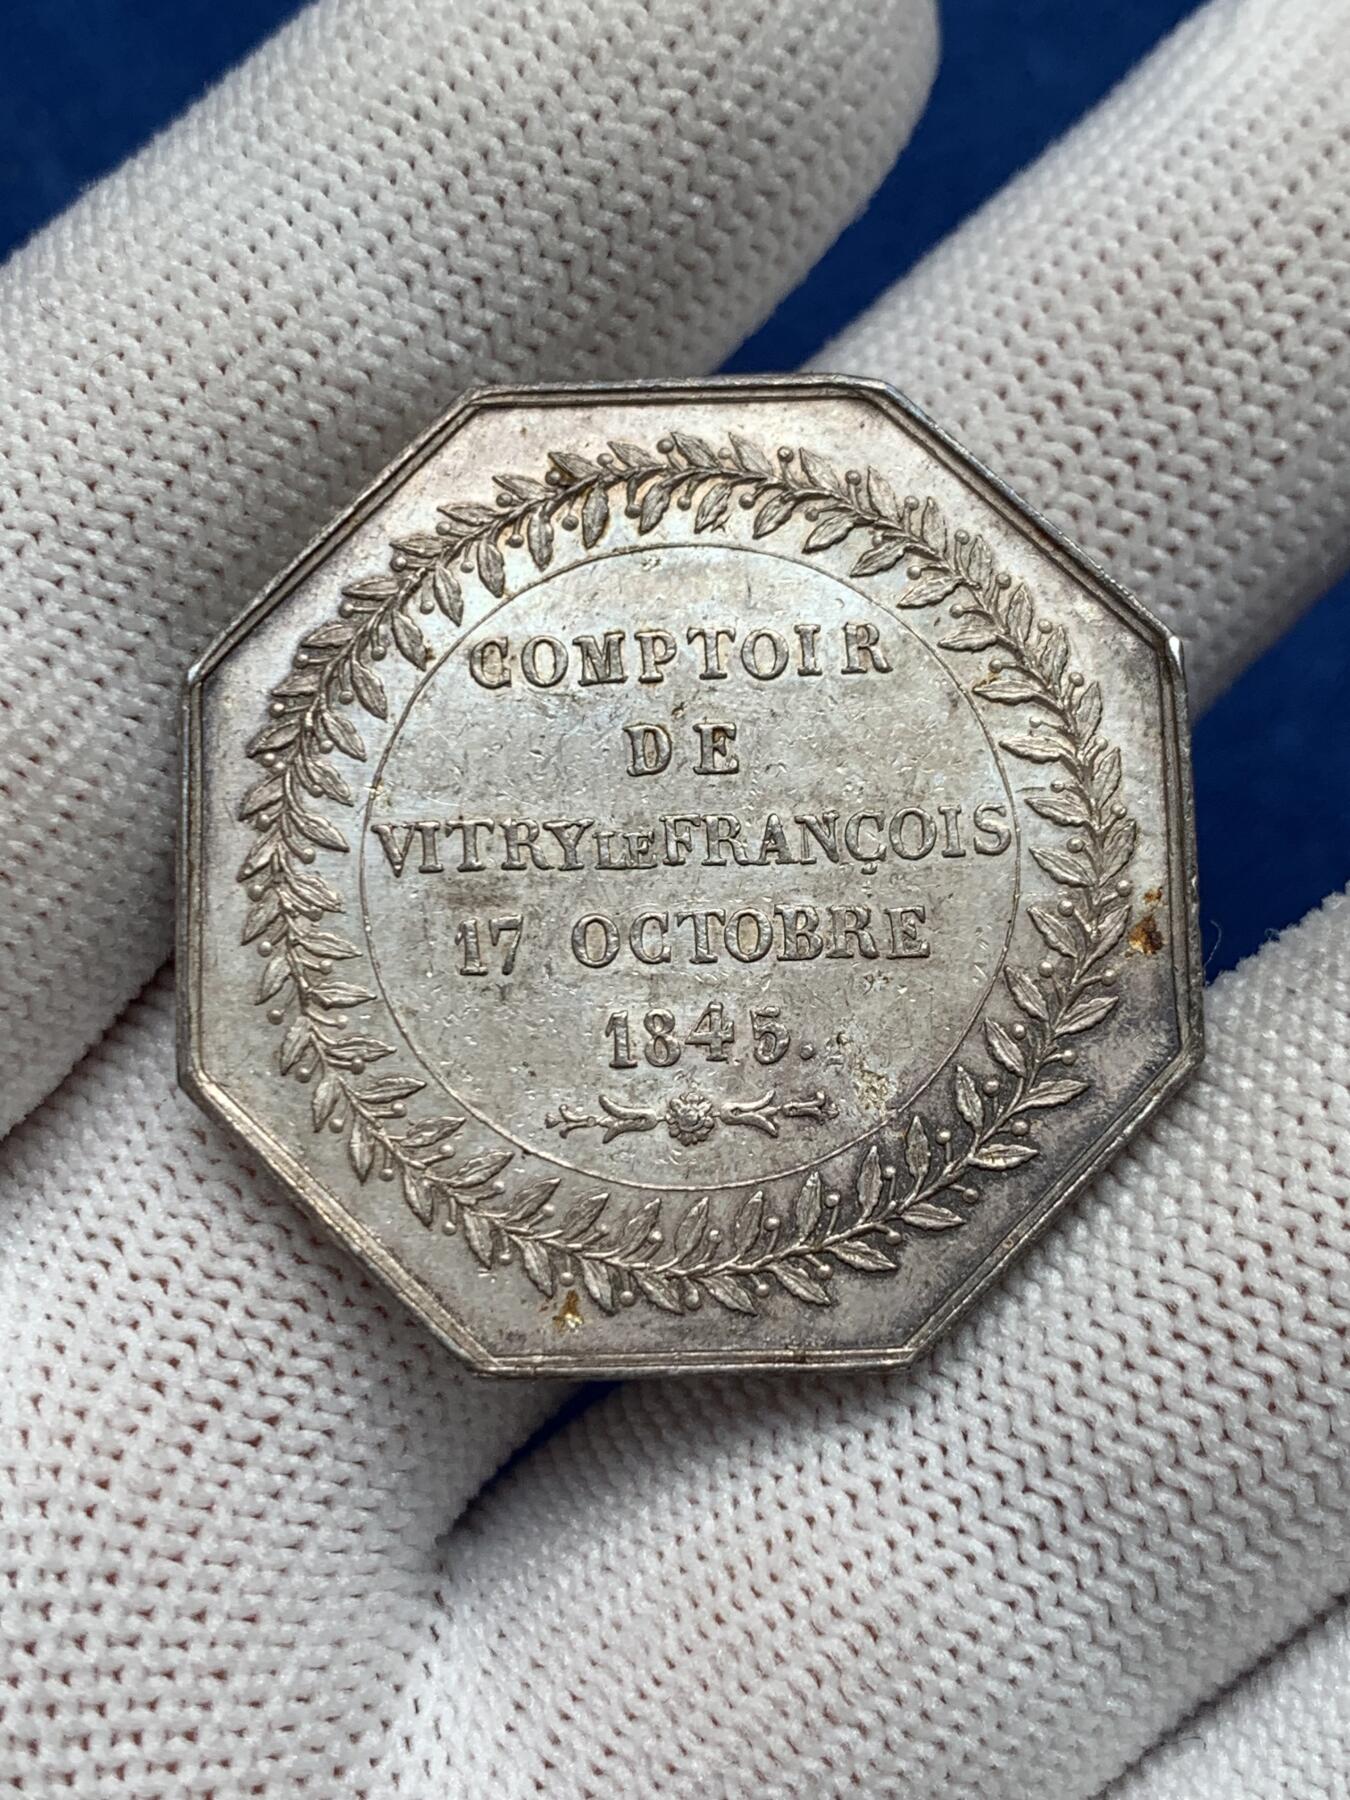 COMPTOIR
DE
VITRY LE FRANÇOIS
17 OCTOBRE
1845.